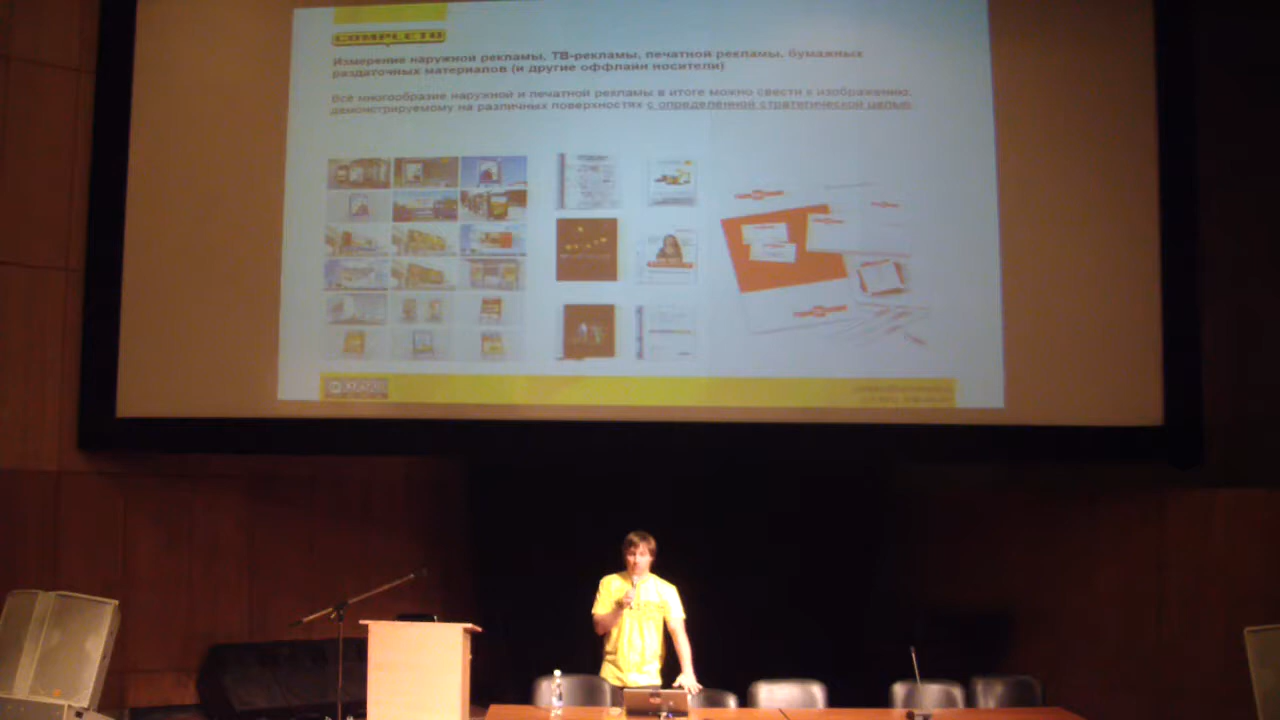 COMPLETO
Измерение наружной рекламы, ТВ-рекламы, печатной рекламы, бумажных
раздаточных материалов (и другие оффлайн носители)
Всё многообразие наружной и печатной рекламы в итоге можно свести к изображению,
демонстрируемому на различных поверхностях с определённой стратегической целью.